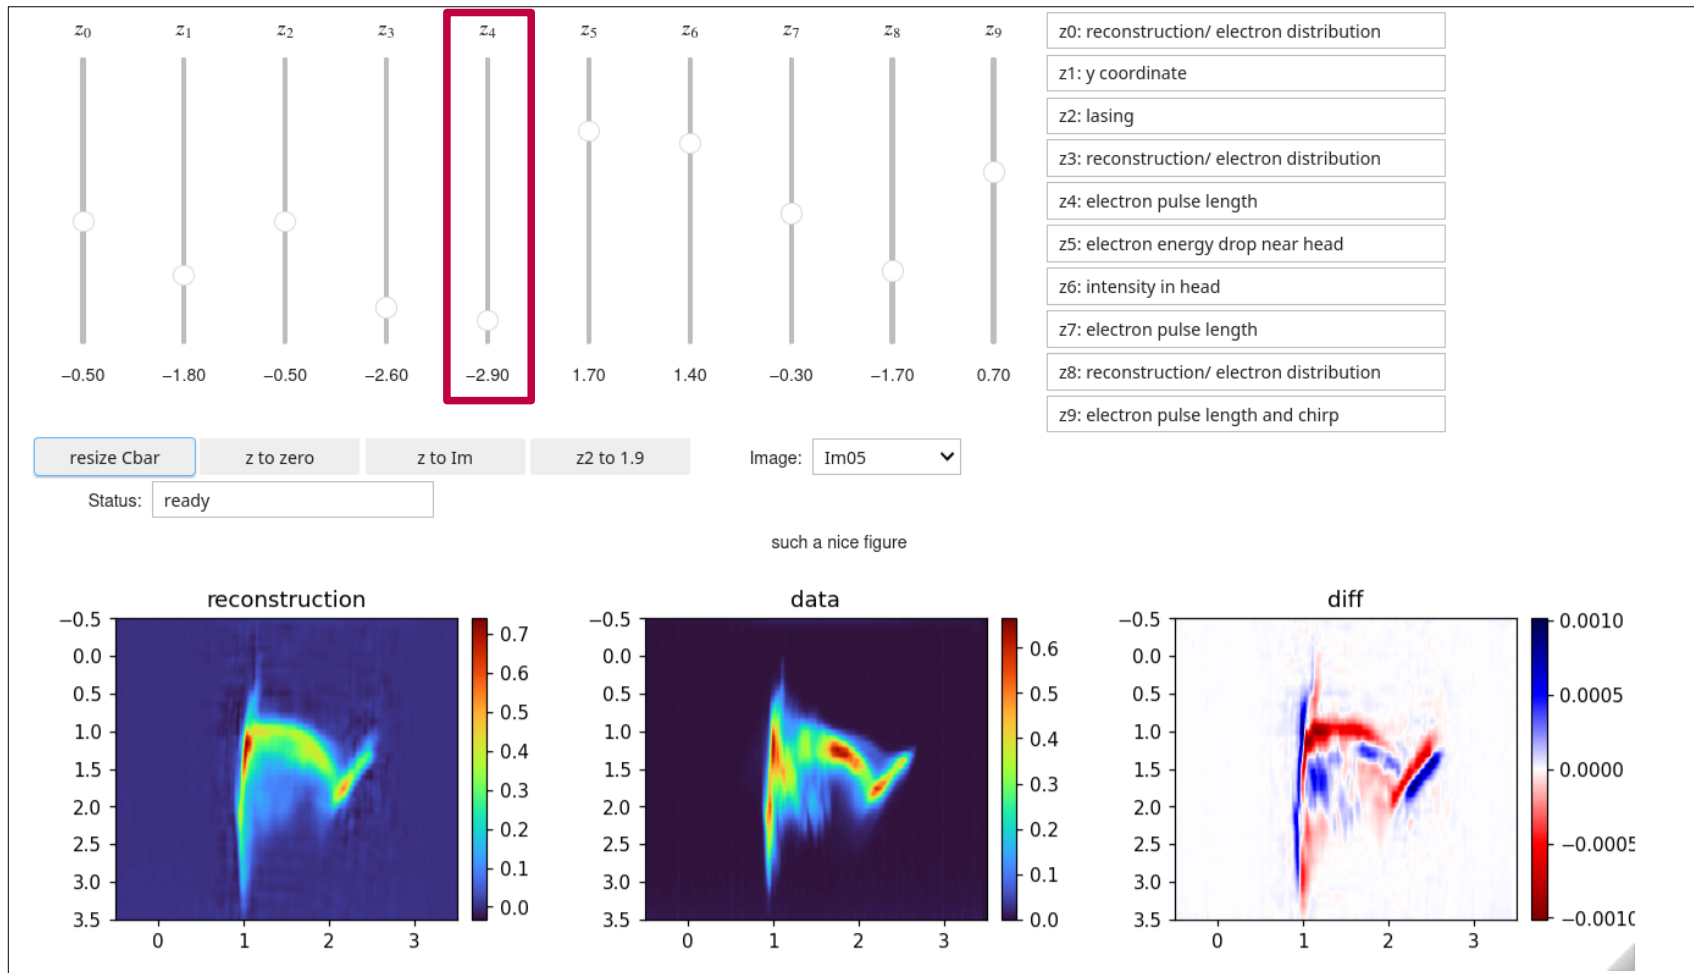 z0 z1 z2 z3 z4 z5 z6 z7 z8 z9
−0.50 −1.80 −0.50 −2.60 −2.90 1.70 1.40 −0.30 −1.70 0.70
z0: reconstruction/ electron distribution
z1: y coordinate
z2: lasing
z3: reconstruction/ electron distribution
z4: electron pulse length
z5: electron energy drop near head
z6: intensity in head
z7: electron pulse length
z8: reconstruction/ electron distribution
z9: electron pulse length and chirp
resize Cbar z to zero z to Im z2 to 1.9 Image: Im05
Status: ready
such a nice figure
reconstruction
−0.5
0.0
0.5
1.0
1.5
2.0
2.5
3.0
3.5
0 1 2 3
0.7
0.6
0.5
0.4
0.3
0.2
0.1
0.0
data
−0.5
0.0
0.5
1.0
1.5
2.0
2.5
3.0
3.5
0 1 2 3
0.6
0.5
0.4
0.3
0.2
0.1
0.0
diff
−0.5
0.0
0.5
1.0
1.5
2.0
2.5
3.0
3.5
0 1 2 3
0.0010
0.0005
0.0000
−0.0005
−0.0010